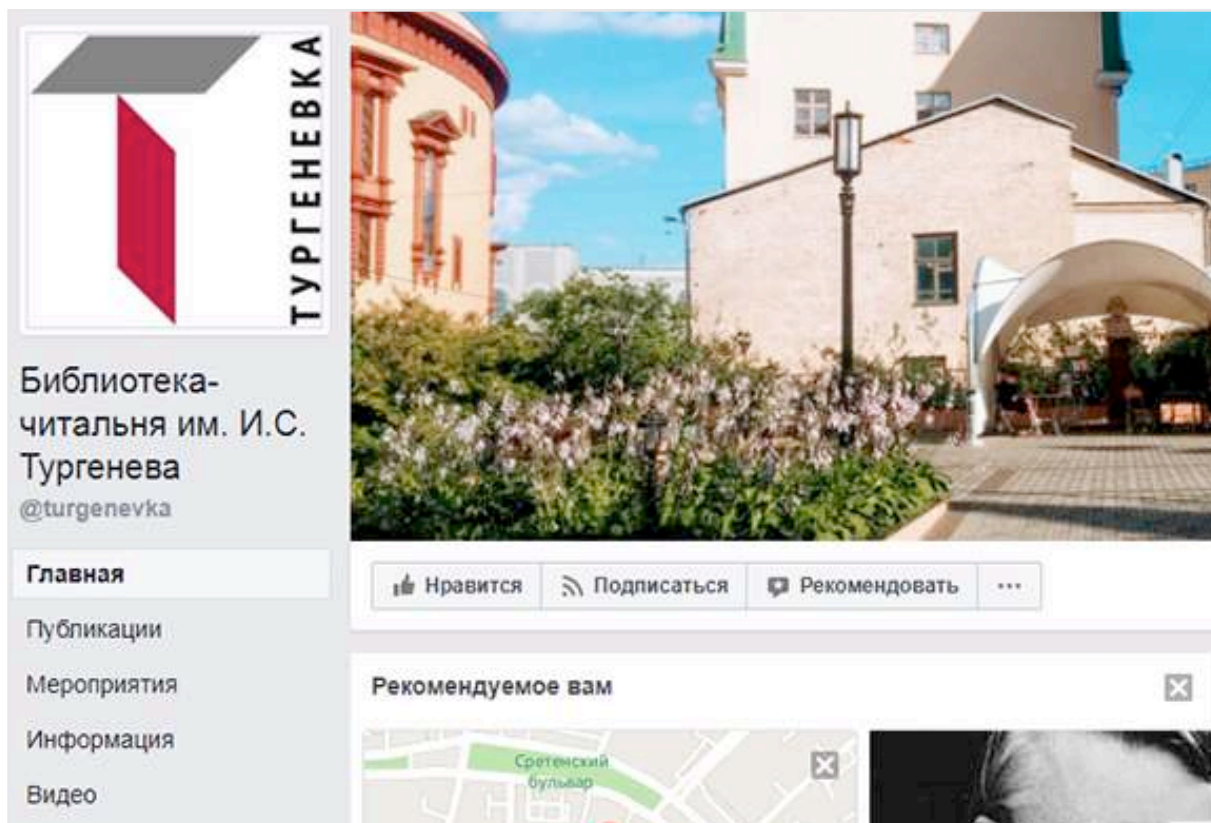 ТУРГЕНЕВКА
Библиотека-
читальня им. И.С.
Тургенева
@turgenevka
Главная
Публикации
Мероприятия
Информация
Видео
Нравится
Подписаться
Рекомендовать
Рекомендуемое вам
Сретенский
бульвар